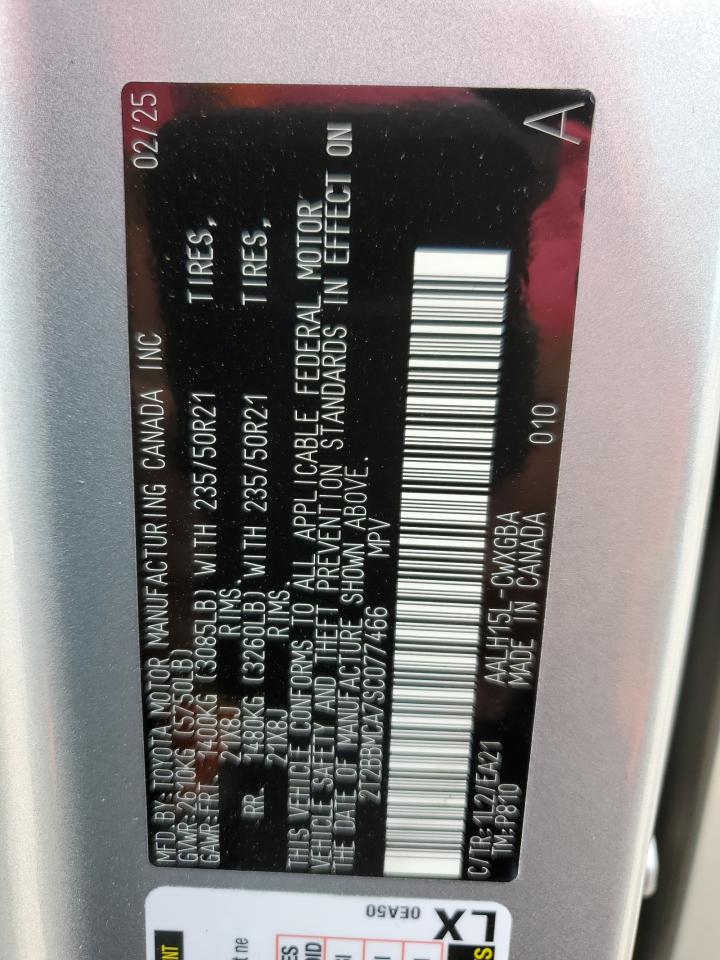 MFD.BY:TOYOTA MOTOR MANUFACTURING CANADA INC 02/25
GVWR:2610KG (5750LB)
GAWR:FRT. 1400KG (3085LB) WITH 235/50R21 TIRES,
21X8J RIMS.
RR. 1480KG (3260LB) WITH 235/50R21 TIRES,
21X8J RIMS.
THIS VEHICLE CONFORMS TO ALL APPLICABLE FEDERAL MOTOR
VEHICLE SAFETY AND THEFT PREVENTION STANDARDS IN EFFECT ON
THE DATE OF MANUFACTURE SHOWN ABOVE.
2T2BBMCA7SC077466 MPV
C/TR:1L2/EA21 AALH15L-CWXGBA
TM:P810 MADE IN CANADA 010
A
LX
0EA50